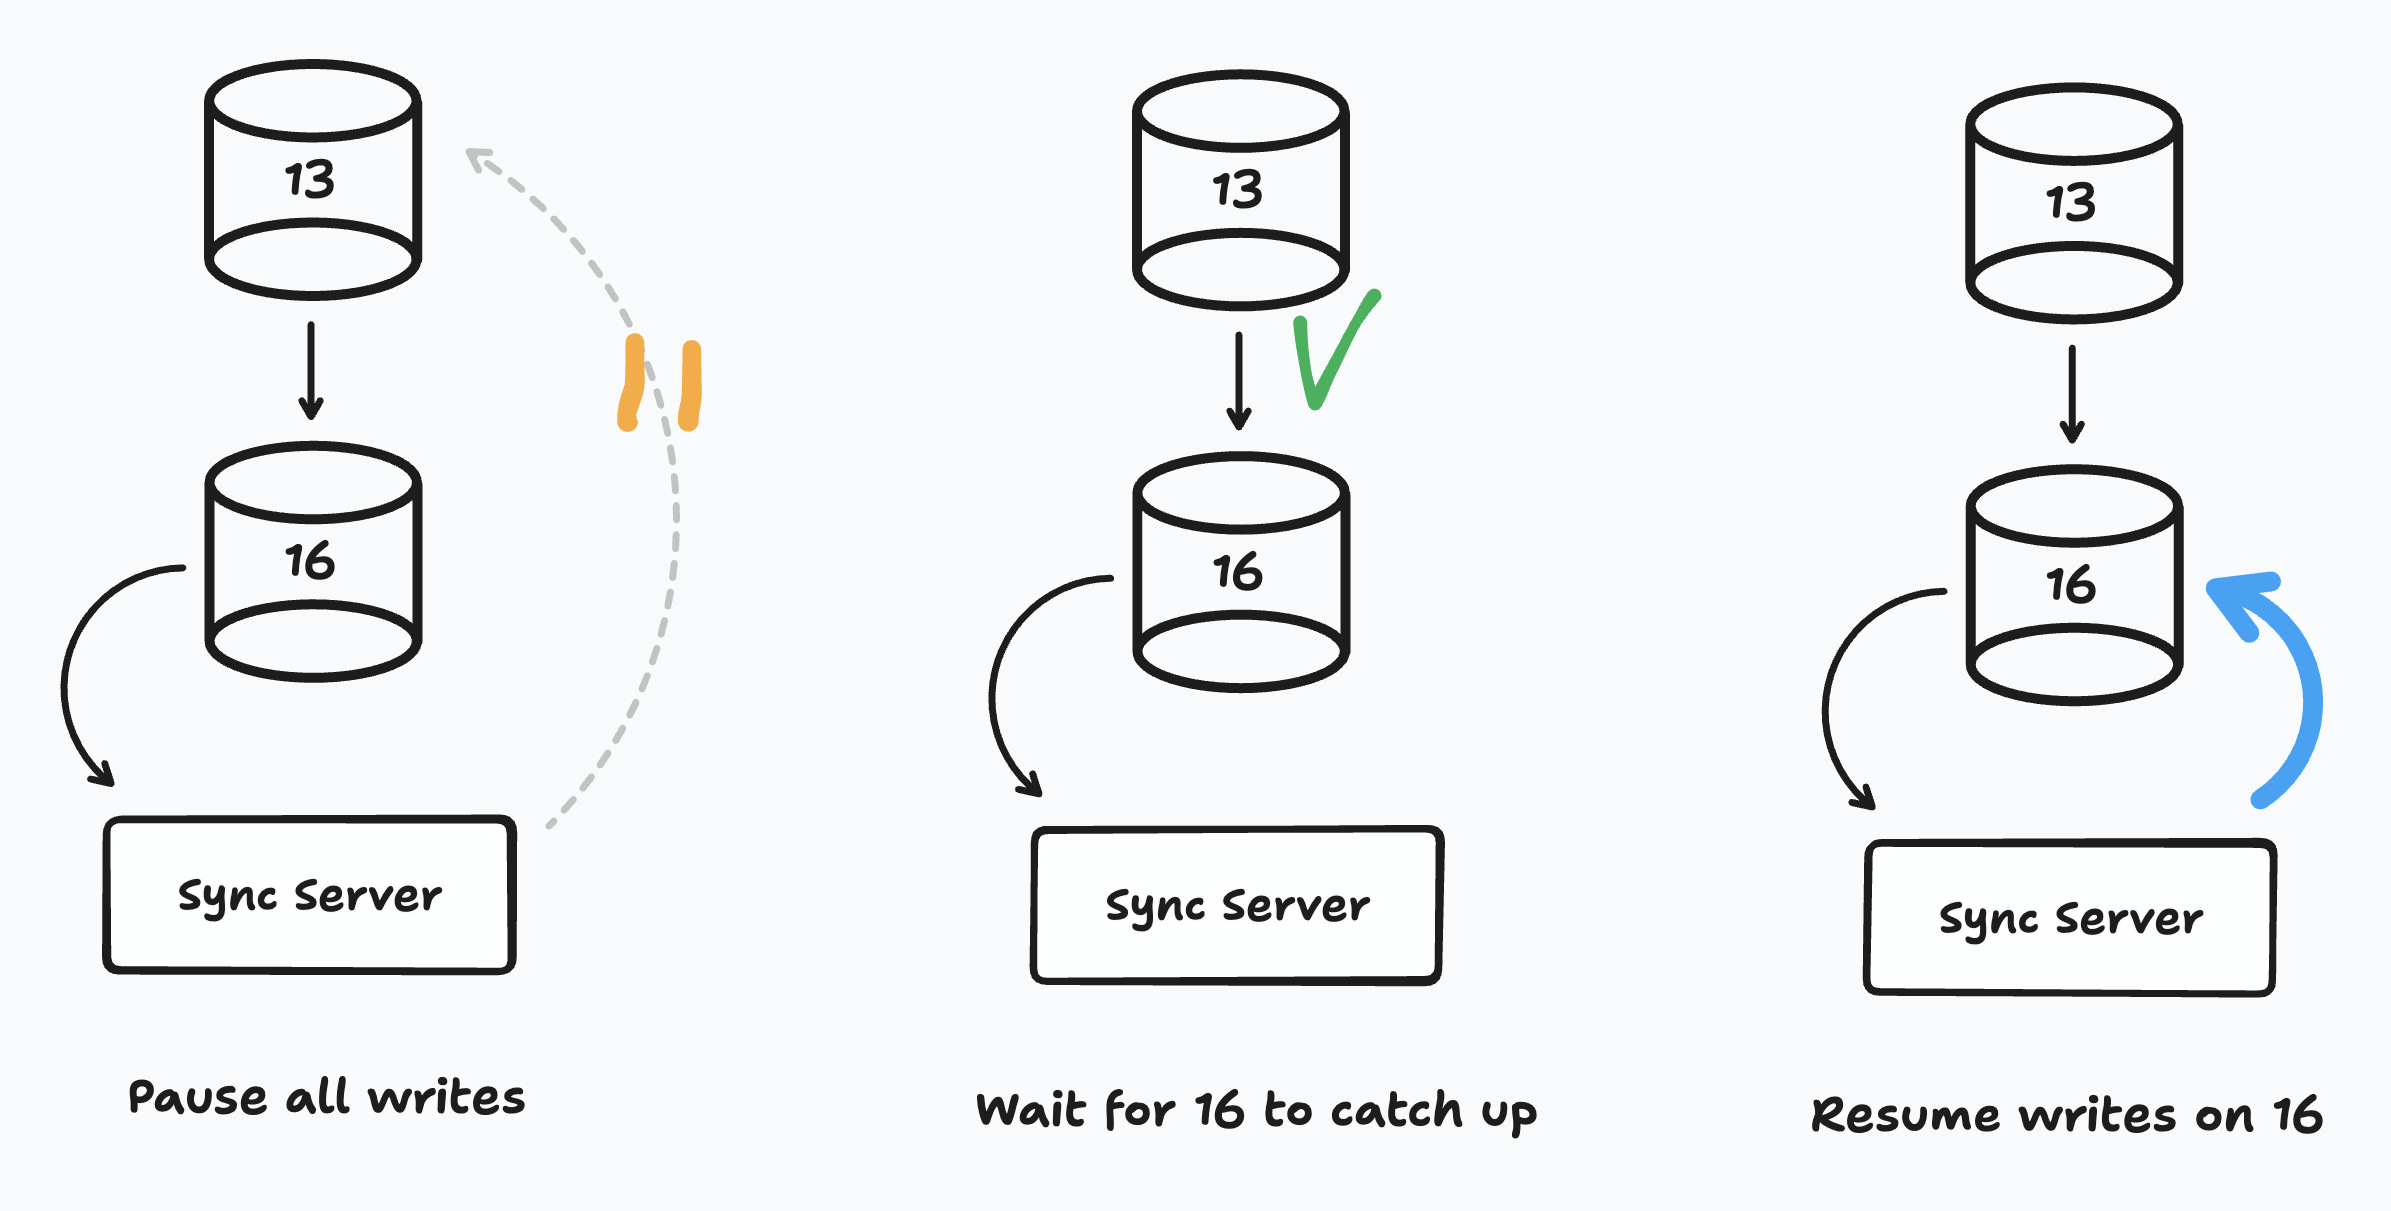 13
16
Sync Server
Pause all writes
13
16
Sync Server
Wait for 16 to catch up
13
16
Sync Server
Resume writes on 16